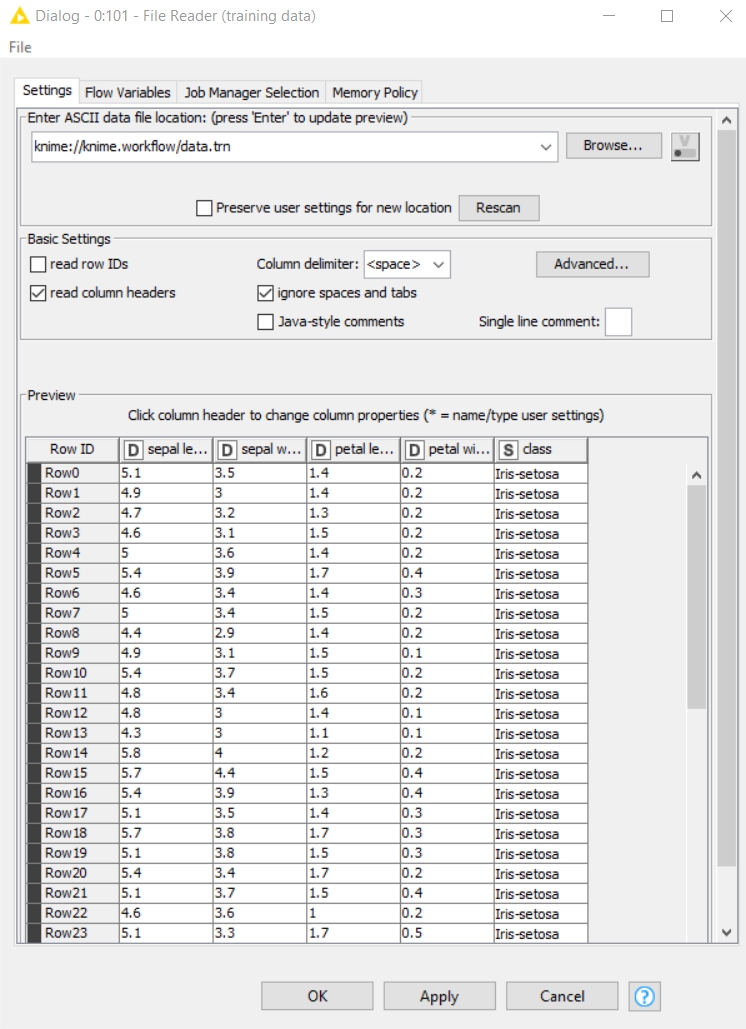 Dialog - 0:101 - File Reader (training data)
File
Settings Flow Variables Job Manager Selection Memory Policy
Enter ASCII data file location: (press 'Enter' to update preview)
knime://knime.workflow/data.trn Browse... V
Preserve user settings for new location Rescan
Basic Settings
read row IDs Column delimiter: <space> Advanced...
read column headers ignore spaces and tabs
Java-style comments Single line comment:
Preview
Click column header to change column properties (* = name/type user settings)
Row ID D sepal le... D sepal w... D petal le... D petal wi... S class
Row0 5.1 3.5 1.4 0.2 Iris-setosa
Row1 4.9 3 1.4 0.2 Iris-setosa
Row2 4.7 3.2 1.3 0.2 Iris-setosa
Row3 4.6 3.1 1.5 0.2 Iris-setosa
Row4 5 3.6 1.4 0.2 Iris-setosa
Row5 5.4 3.9 1.7 0.4 Iris-setosa
Row6 4.6 3.4 1.4 0.3 Iris-setosa
Row7 5 3.4 1.5 0.2 Iris-setosa
Row8 4.4 2.9 1.4 0.2 Iris-setosa
Row9 4.9 3.1 1.5 0.1 Iris-setosa
Row10 5.4 3.7 1.5 0.2 Iris-setosa
Row11 4.8 3.4 1.6 0.2 Iris-setosa
Row12 4.8 3 1.4 0.1 Iris-setosa
Row13 4.3 3 1.1 0.1 Iris-setosa
Row14 5.8 4 1.2 0.2 Iris-setosa
Row15 5.7 4.4 1.5 0.4 Iris-setosa
Row16 5.4 3.9 1.3 0.4 Iris-setosa
Row17 5.1 3.5 1.4 0.3 Iris-setosa
Row18 5.7 3.8 1.7 0.3 Iris-setosa
Row19 5.1 3.8 1.5 0.3 Iris-setosa
Row20 5.4 3.4 1.7 0.2 Iris-setosa
Row21 5.1 3.7 1.5 0.4 Iris-setosa
Row22 4.6 3.6 1 0.2 Iris-setosa
Row23 5.1 3.3 1.7 0.5 Iris-setosa
OK Apply Cancel ?